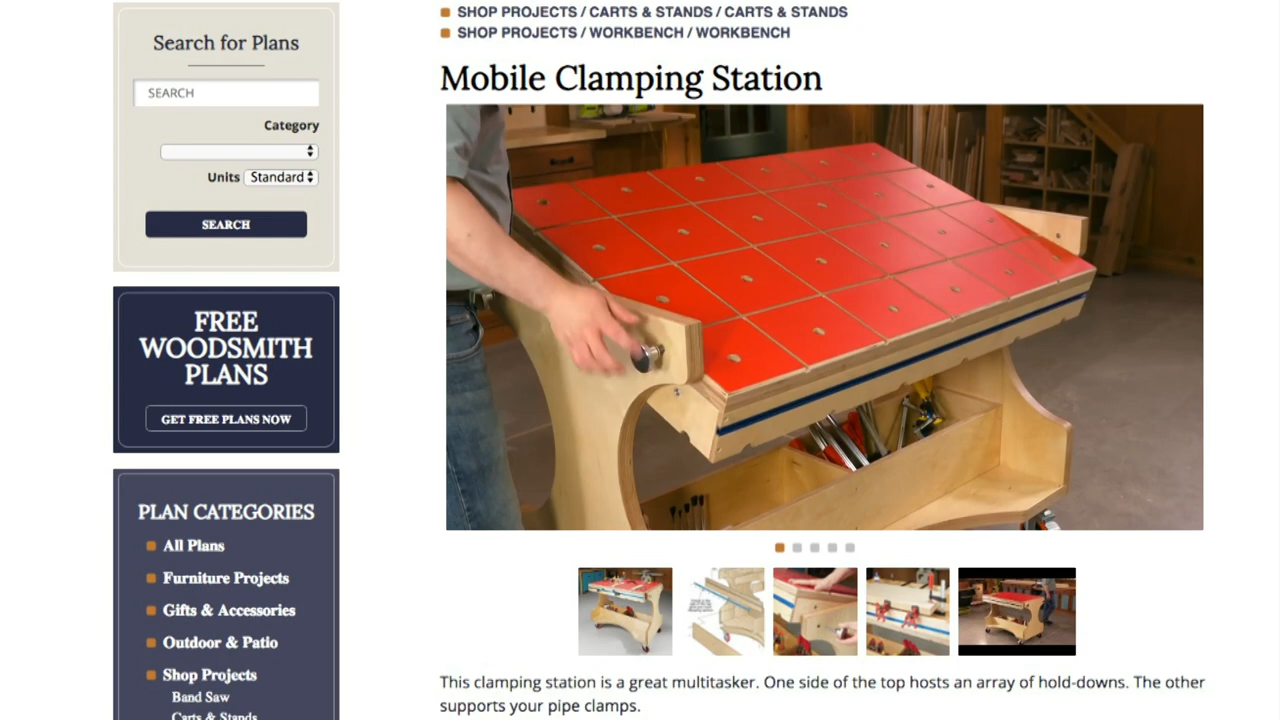 Search for Plans
SEARCH
Category
Units Standard
SEARCH
FREE
WOODSMITH
PLANS
GET FREE PLANS NOW
PLAN CATEGORIES
All Plans
Furniture Projects
Gifts & Accessories
Outdoor & Patio
Shop Projects
Band Saw
Carts & Stands
SHOP PROJECTS / CARTS & STANDS / CARTS & STANDS
SHOP PROJECTS / WORKBENCH / WORKBENCH
Mobile Clamping Station
This clamping station is a great multitasker. One side of the top hosts an array of hold-downs. The other
supports your pipe clamps.